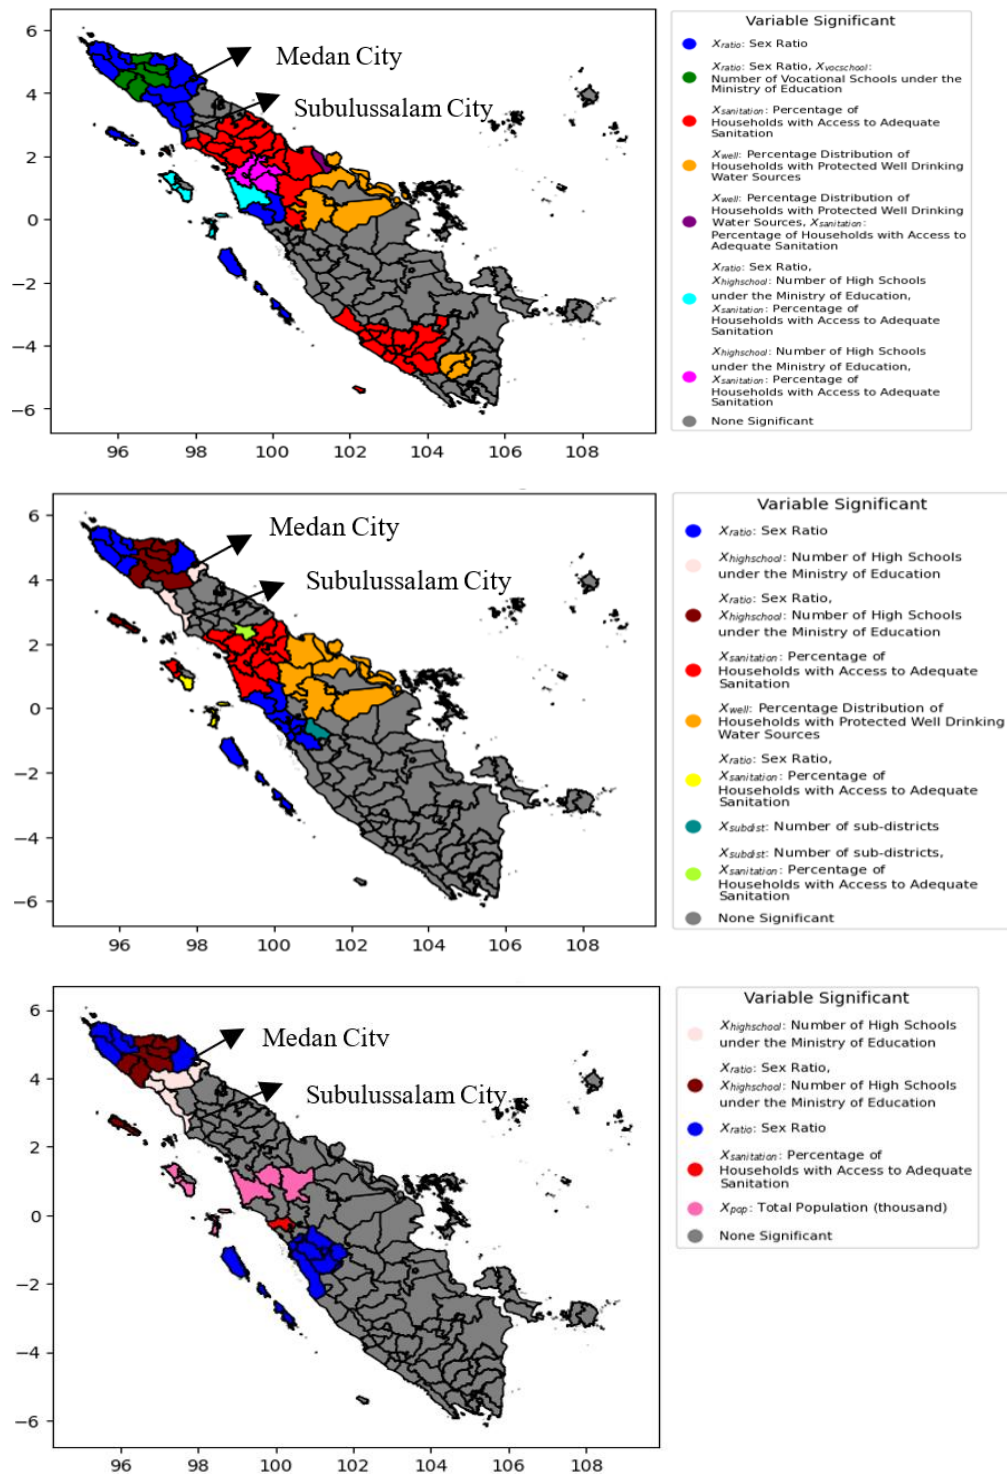 Variable Significant
6
4
2
0
−2
−4
−6
96
98
100
102
104
106
108
Medan City
Subulussalam City
Xratio: Sex Ratio
Xratio: Sex Ratio, Xvocschool:
Number of Vocational Schools under the
Ministry of Education
Xsanitation: Percentage of
Households with Access to Adequate
Sanitation
Xwell: Percentage Distribution of
Households with Protected Well Drinking
Water Sources
Xwell: Percentage Distribution of
Households with Protected Well Drinking
Water Sources, Xsanitation:
Percentage of Households with Access to
Adequate Sanitation
Xratio: Sex Ratio,
Xhighschool: Number of High Schools
under the Ministry of Education,
Xsanitation: Percentage of
Households with Access to Adequate
Sanitation
Xhighschool: Number of High Schools
under the Ministry of Education,
Xsanitation: Percentage of
Households with Access to Adequate
Sanitation
None Significant
6
4
2
0
−2
−4
−6
96
98
100
102
104
106
108
Medan City
Subulussalam City
Variable Significant
Xratio: Sex Ratio
Xhighschool: Number of High Schools
under the Ministry of Education
Xratio: Sex Ratio,
Xhighschool: Number of High Schools
under the Ministry of Education
Xsanitation: Percentage of
Households with Access to Adequate
Sanitation
Xwell: Percentage Distribution of
Households with Protected Well Drinking
Water Sources
Xratio: Sex Ratio,
Xsanitation: Percentage of
Households with Access to Adequate
Sanitation
Xsubdist: Number of sub-districts
Xsubdist: Number of sub-districts,
Xsanitation: Percentage of
Households with Access to Adequate
Sanitation
None Significant
6
4
2
0
−2
−4
−6
96
98
100
102
104
106
108
Medan City
Subulussalam City
Variable Significant
Xhighschool: Number of High Schools
under the Ministry of Education
Xratio: Sex Ratio,
Xhighschool: Number of High Schools
under the Ministry of Education
Xratio: Sex Ratio
Xsanitation: Percentage of
Households with Access to Adequate
Sanitation
Xpop: Total Population (thousand)
None Significant